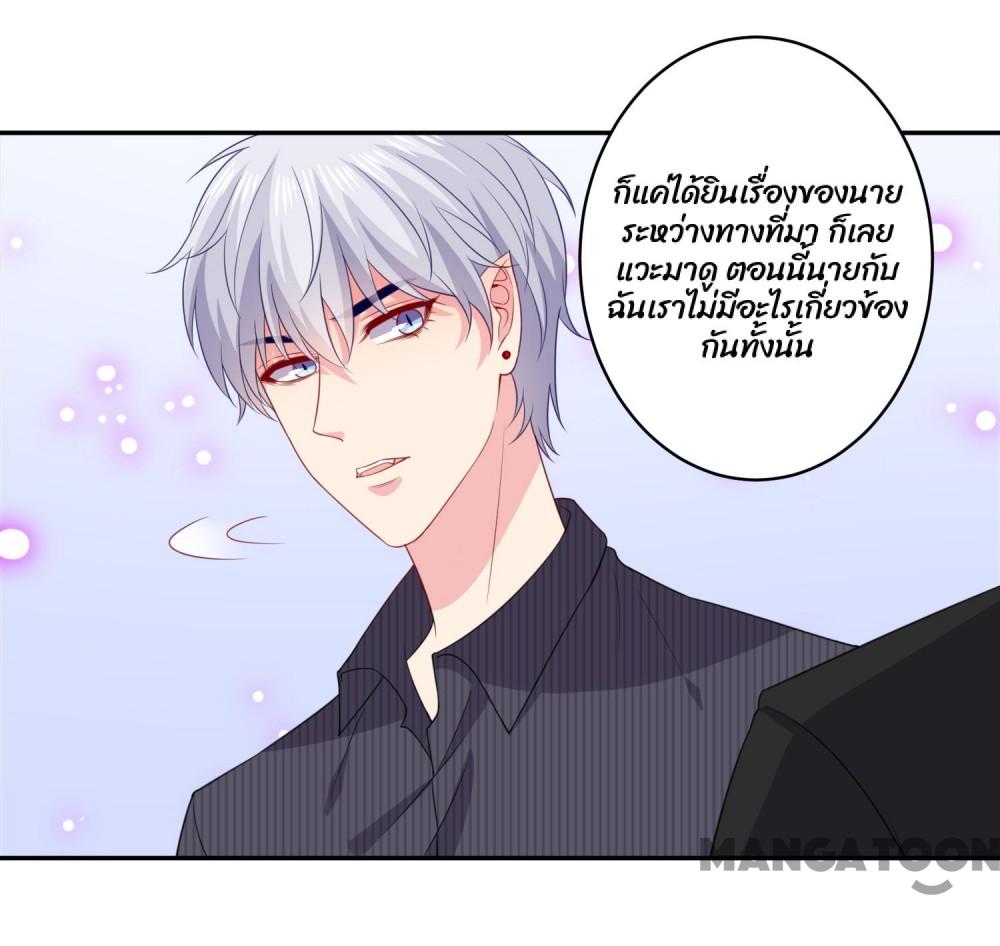 ก็แค่ได้ยินเรื่องของนาย
ระหว่างทางที่มา ก็เลย
แวะมาดู ตอนนี้นายกับ
ฉันเราไม่มีอะไรเกี่ยวข้อง
กันทั้งนั้น
MANGATOON